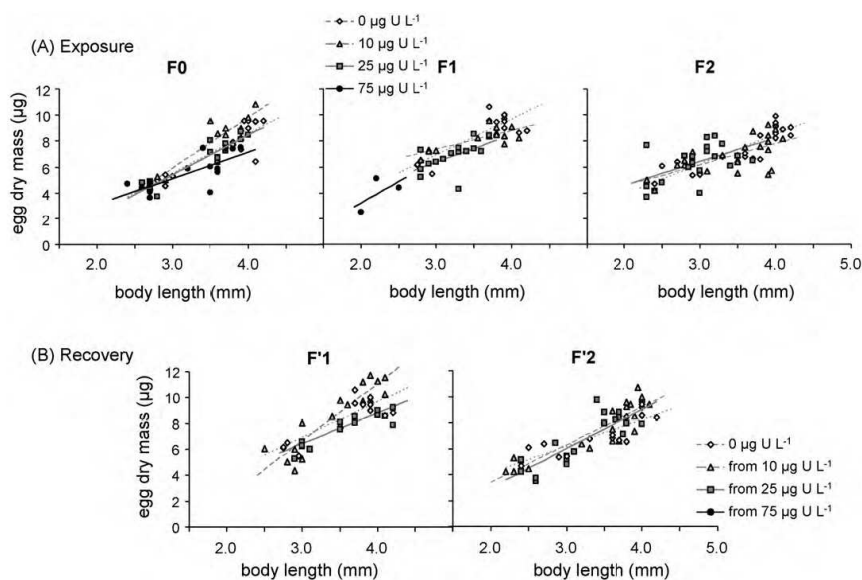 (A) Exposure
0 µg U L-1
10 µg U L-1
25 µg U L-1
75 µg U L-1
F0
F1
F2
egg dry mass (µg)
12
10
8
6
4
2
0
2.0 3.0 4.0
2.0 3.0 4.0
2.0 3.0 4.0 5.0
body length (mm)
body length (mm)
body length (mm)
(B) Recovery
F'1
F'2
egg dry mass (µg)
12
10
8
6
4
2
0
2.0 3.0 4.0
2.0 3.0 4.0 5.0
body length (mm)
body length (mm)
0 µg U L-1
from 10 µg U L-1
from 25 µg U L-1
from 75 µg U L-1